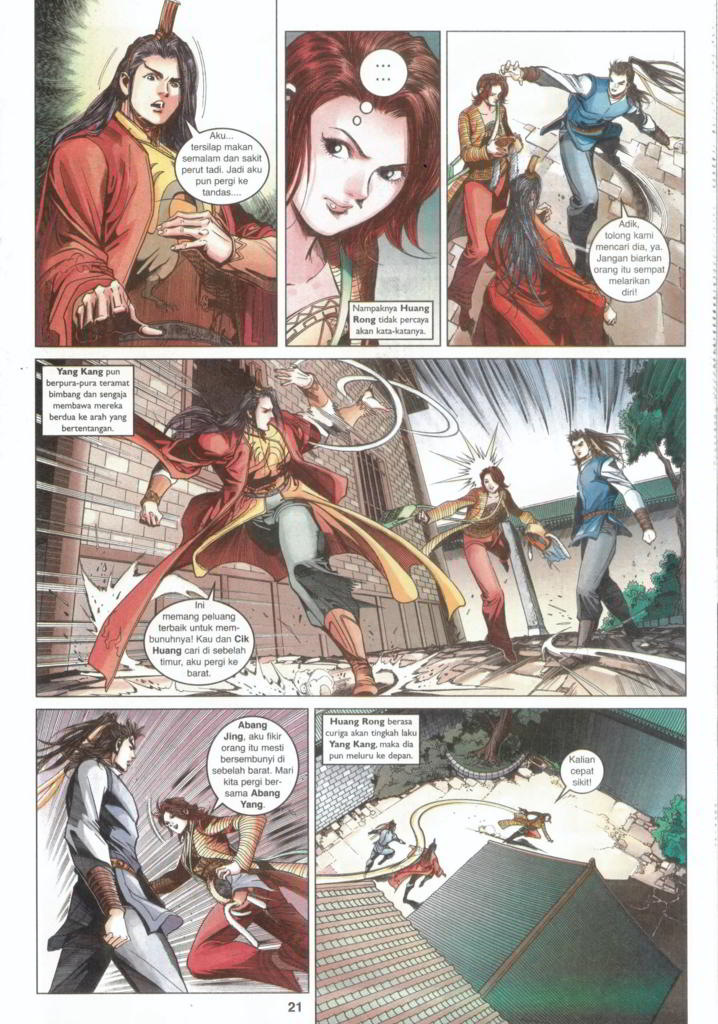 Aku...
tersilap makan
semalam dan sakit
perut tadi. Jadi aku
pun pergi ke
tandas....
...
...
Nampaknya Huang
Rong tidak percaya
akan kata-katanya.
Adik,
tolong kami
mencari dia, ya.
Jangan biarkan
orang itu sempat
melarikan
diri!
Yang Kang pun
berpura-pura teramat
bimbang dan sengaja
membawa mereka
berdua ke arah yang
bertentangan.
Ini
memang peluang
terbaik untuk mem-
bunuhnya! Kau dan Cik
Huang cari di sebelah
timur, aku pergi ke
barat.
Abang
Jing, aku fikir
orang itu mesti
bersembunyi di
sebelah barat. Mari
kita pergi ber-
sama Abang
Yang.
Huang Rong berasa
curiga akan tingkah laku
Yang Kang, maka dia
pun meluru ke depan.
Kalian
cepat
sikit!
21